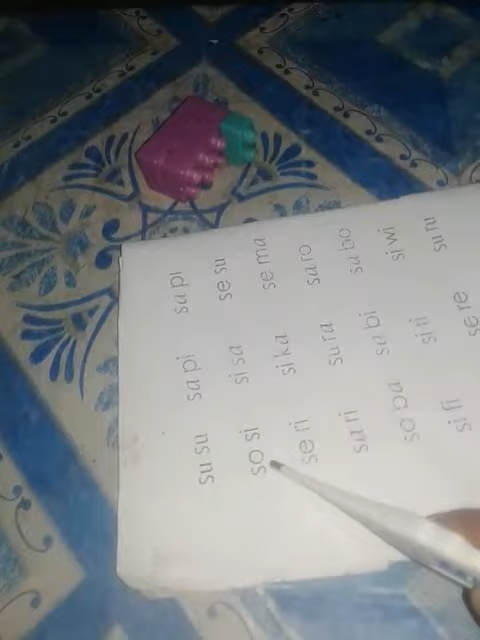 su su sa pi sa pi
so si si sa se su
se ri si ka se ma
sa ri su ra sa ro
so ba sa bi sa bo
si fi si ti si wi
se re su nu